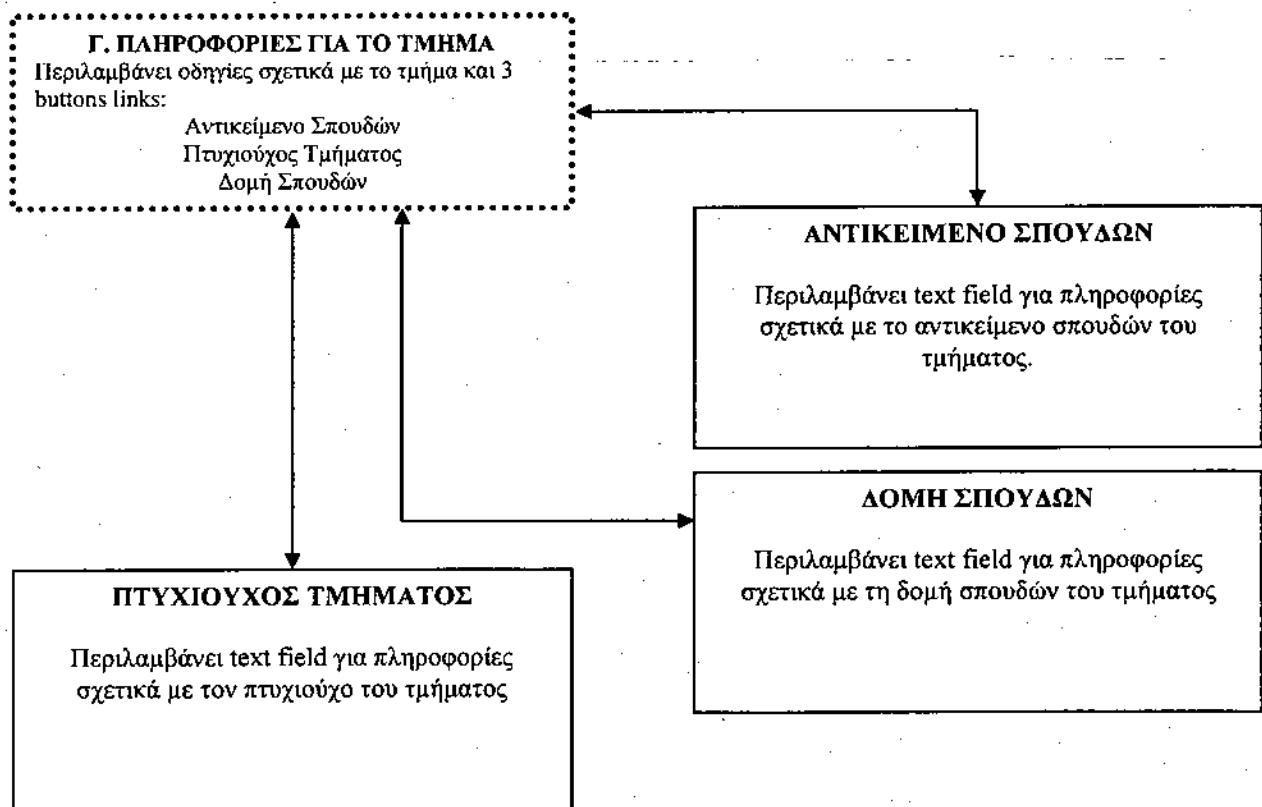 Γ. ΠΛΗΡΟΦΟΡΙΕΣ ΓΙΑ ΤΟ ΤΜΗΜΑ
Περιλαμβάνει οδηγίες σχετικά με το τμήμα και 3
buttons links:
Αντικείμενο Σπουδών
Πτυχιούχος Τμήματος
Δομή Σπουδών
ΑΝΤΙΚΕΙΜΕΝΟ ΣΠΟΥΔΩΝ
Περιλαμβάνει text field για πληροφορίες
σχετικά με το αντικείμενο σπουδών του
τμήματος.
ΔΟΜΗ ΣΠΟΥΔΩΝ
Περιλαμβάνει text field για πληροφορίες
σχετικά με τη δομή σπουδών του τμήματος
ΠΤΥΧΙΟΥΧΟΣ ΤΜΗΜΑΤΟΣ
Περιλαμβάνει text field για πληροφορίες
σχετικά με τον πτυχιούχο του τμήματος